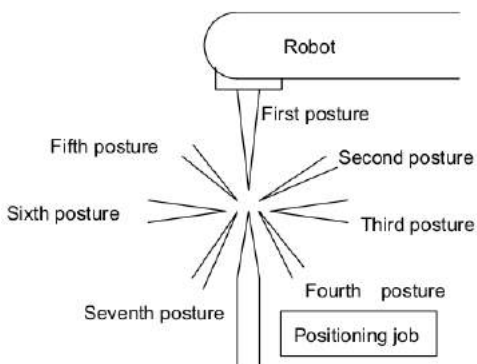 Robot
First posture
Fifth posture
Second posture
Sixth posture
Third posture
Fourth posture
Seventh posture
Positioning job